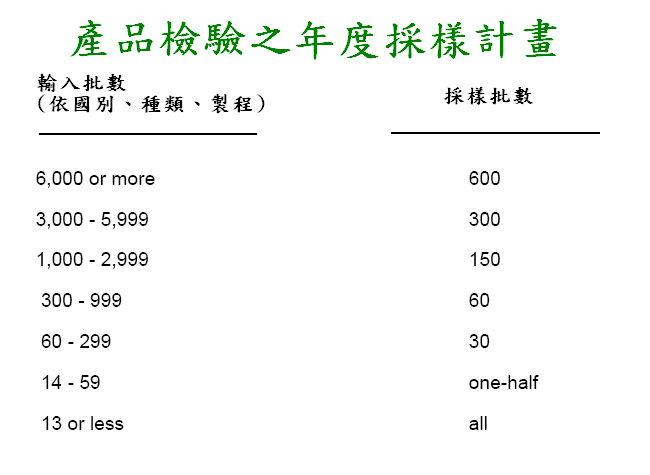 產品檢驗之年度採樣計畫
輸入批數
(依國別、種類、製程)
採樣批數
6,000 or more 600
3,000 - 5,999 300
1,000 - 2,999 150
300 - 999 60
60 - 299 30
14 - 59 one-half
13 or less all